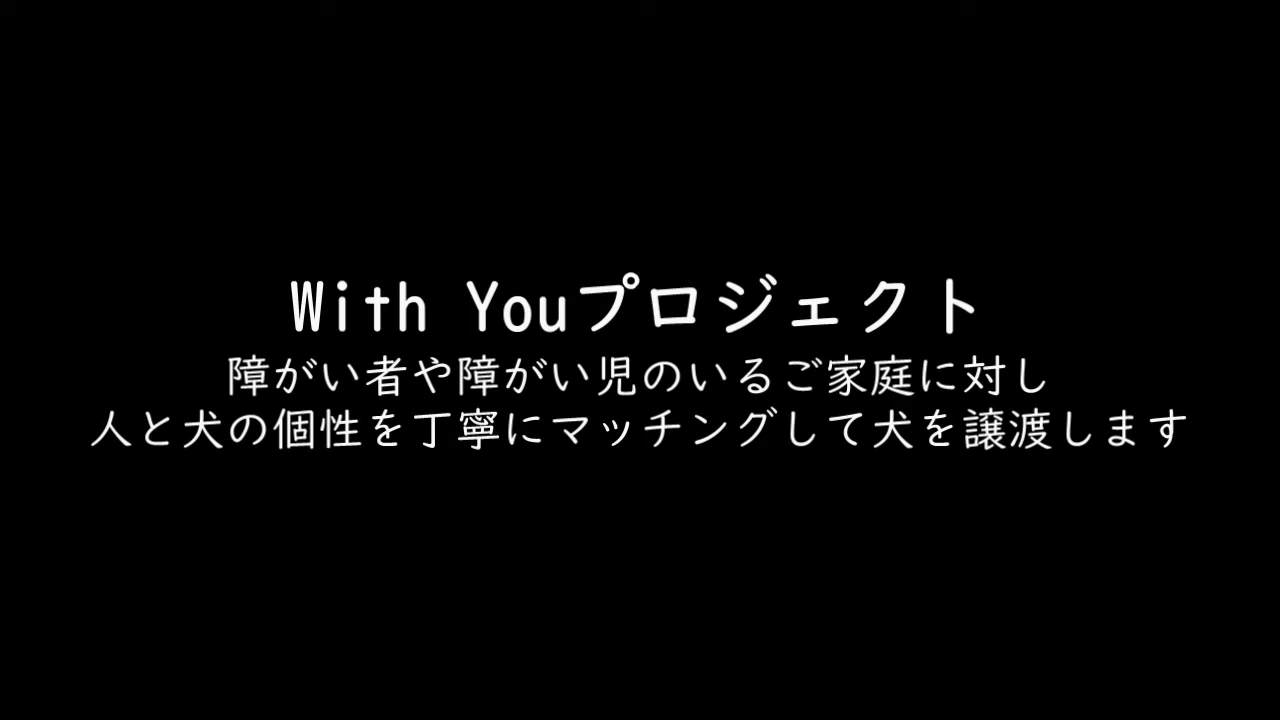 With Youプロジェクト
障がい者や障がい児のいるご家庭に対し
人と犬の個性を丁寧にマッチングして犬を譲渡します